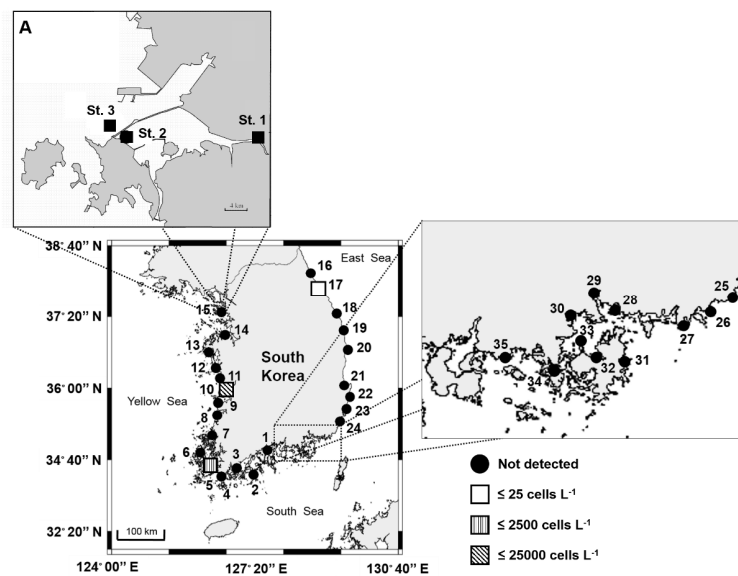 A
St. 3
St. 2
St. 1
4 km
38°40'' N
37°20'' N
36°00'' N
34°40'' N
32°20'' N
124°00'' E
127°20'' E
130°40'' E
East Sea
16
17
18
15
14
19
13
20
South
Korea
12
11
10
21
22
Yellow Sea
9
23
8
24
7
1
6
3
5
4
2
South Sea
100 km
29
28
25
30
26
33
27
35
32
31
34
Not detected
≤ 25 cells L⁻¹
≤ 2500 cells L⁻¹
≤ 25000 cells L⁻¹